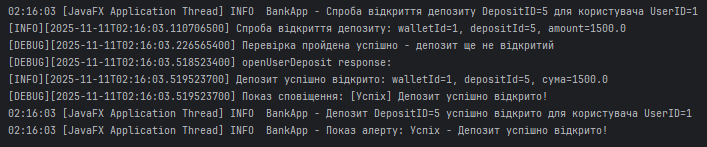 02:16:03 [JavaFX Application Thread] INFO  BankApp - Спроба відкриття депозиту DepositID=5 для користувача UserID=1
[INFO][2025-11-11T02:16:03.110706500] Спроба відкриття депозиту: walletId=1, depositId=5, amount=1500.0
[DEBUG][2025-11-11T02:16:03.226565400] Перевірка пройдена успішно - депозит ще не відкритий
[DEBUG][2025-11-11T02:16:03.518523400] openUserDeposit response:
[INFO][2025-11-11T02:16:03.519523700] Депозит успішно відкрито: walletId=1, depositId=5, сума=1500.0
[DEBUG][2025-11-11T02:16:03.519523700] Показ сповіщення: [Успіх] Депозит успішно відкрито!
02:16:03 [JavaFX Application Thread] INFO  BankApp - Депозит DepositID=5 успішно відкрито для користувача UserID=1
02:16:03 [JavaFX Application Thread] INFO  BankApp - Показ алерту: Успіх - Депозит успішно відкрито!